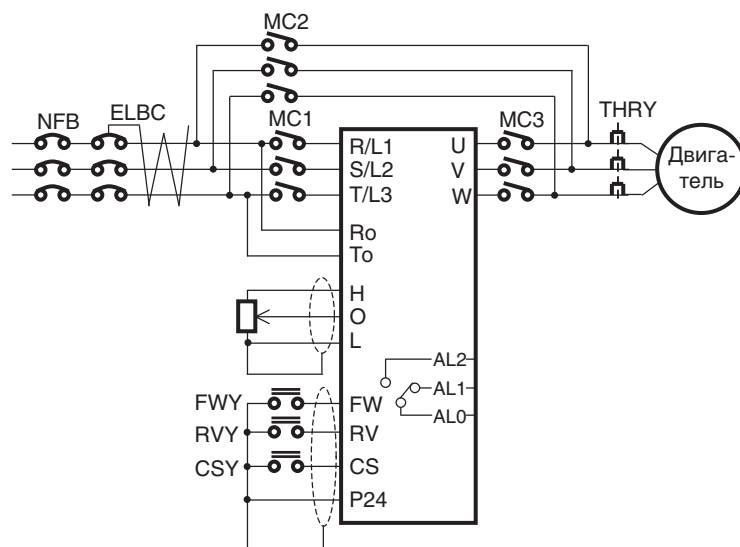 MC2
NFB
ELBC
MC1
MC3
THRY
R/L1
S/L2
T/L3
U
V
W
Двига-
тель
Ro
To
H
O
L
AL2
AL1
AL0
FWY
FW
RVY
RV
CSY
CS
P24